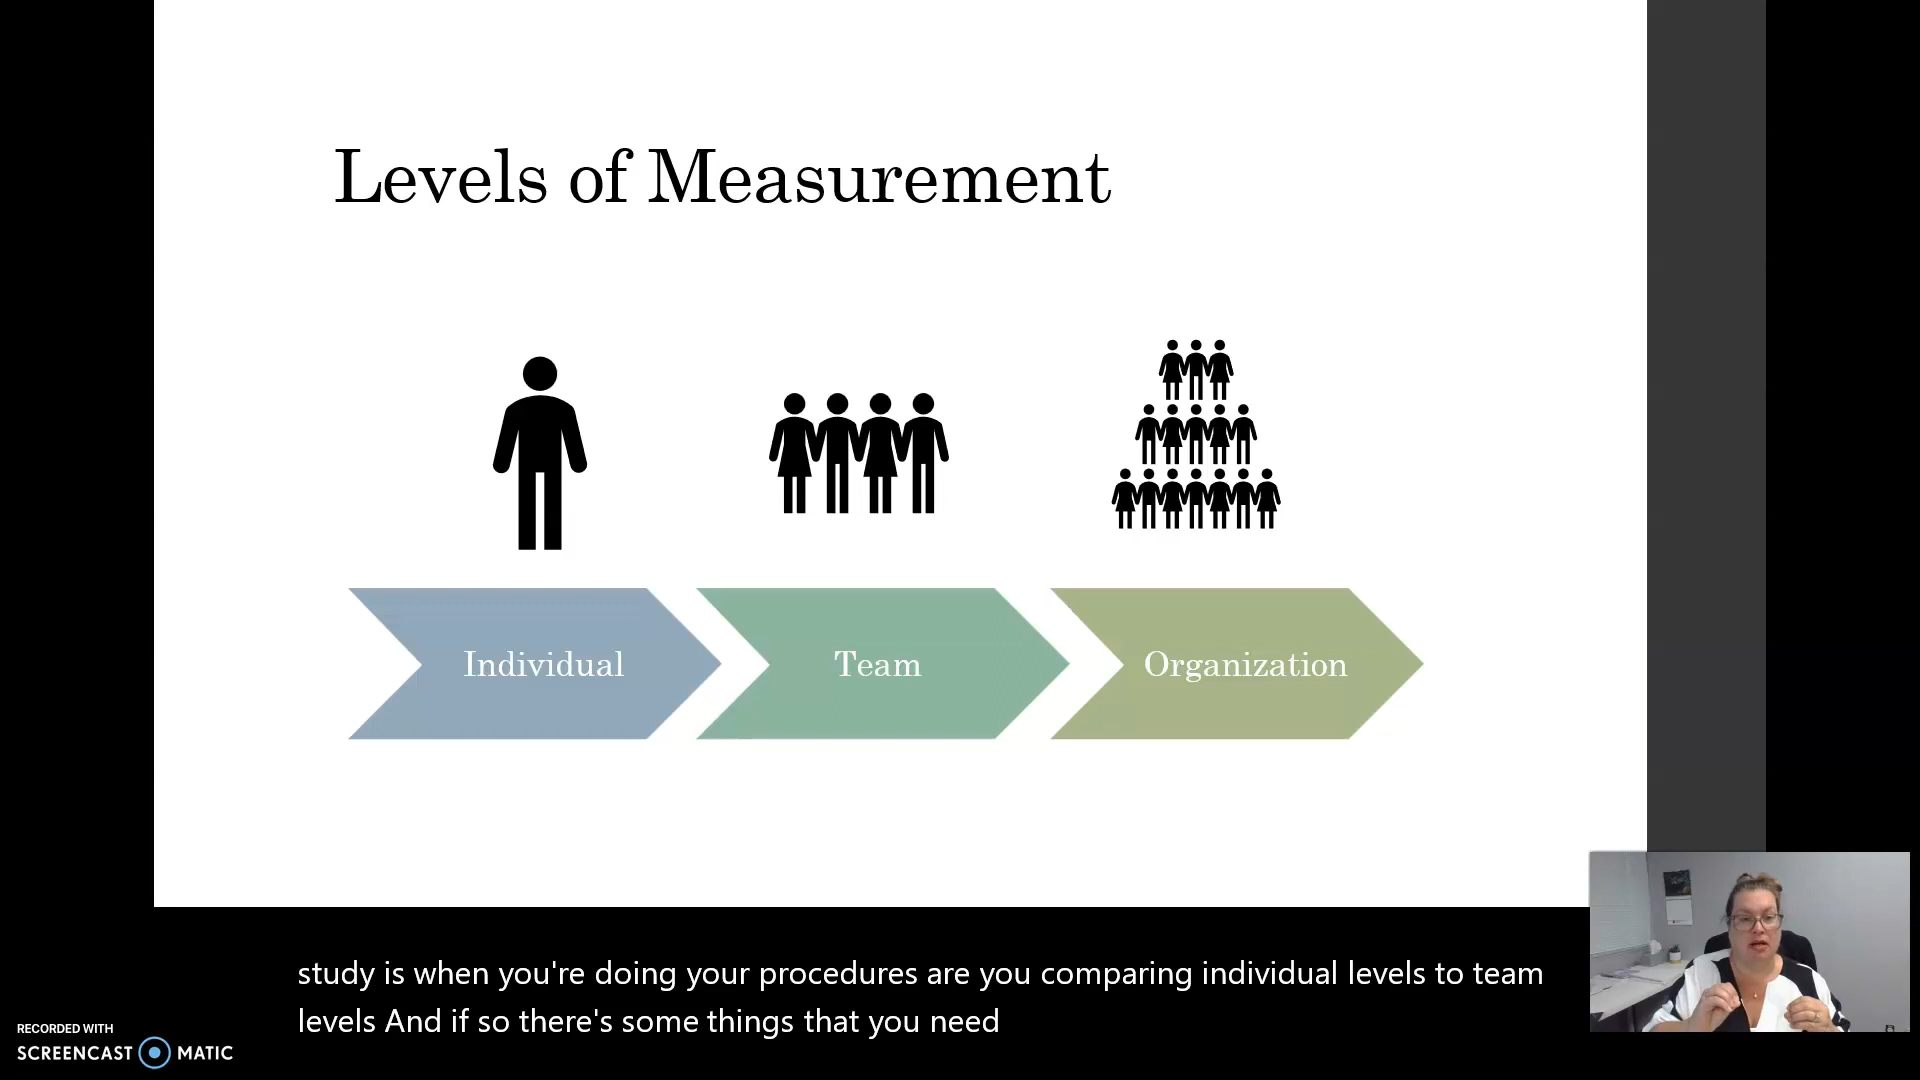 Levels of Measurement
Individual
Team
Organization
study is when you're doing your procedures are you comparing individual levels to team
levels And if so there's some things that you need
RECORDED WITH
SCREENCAST MATIC